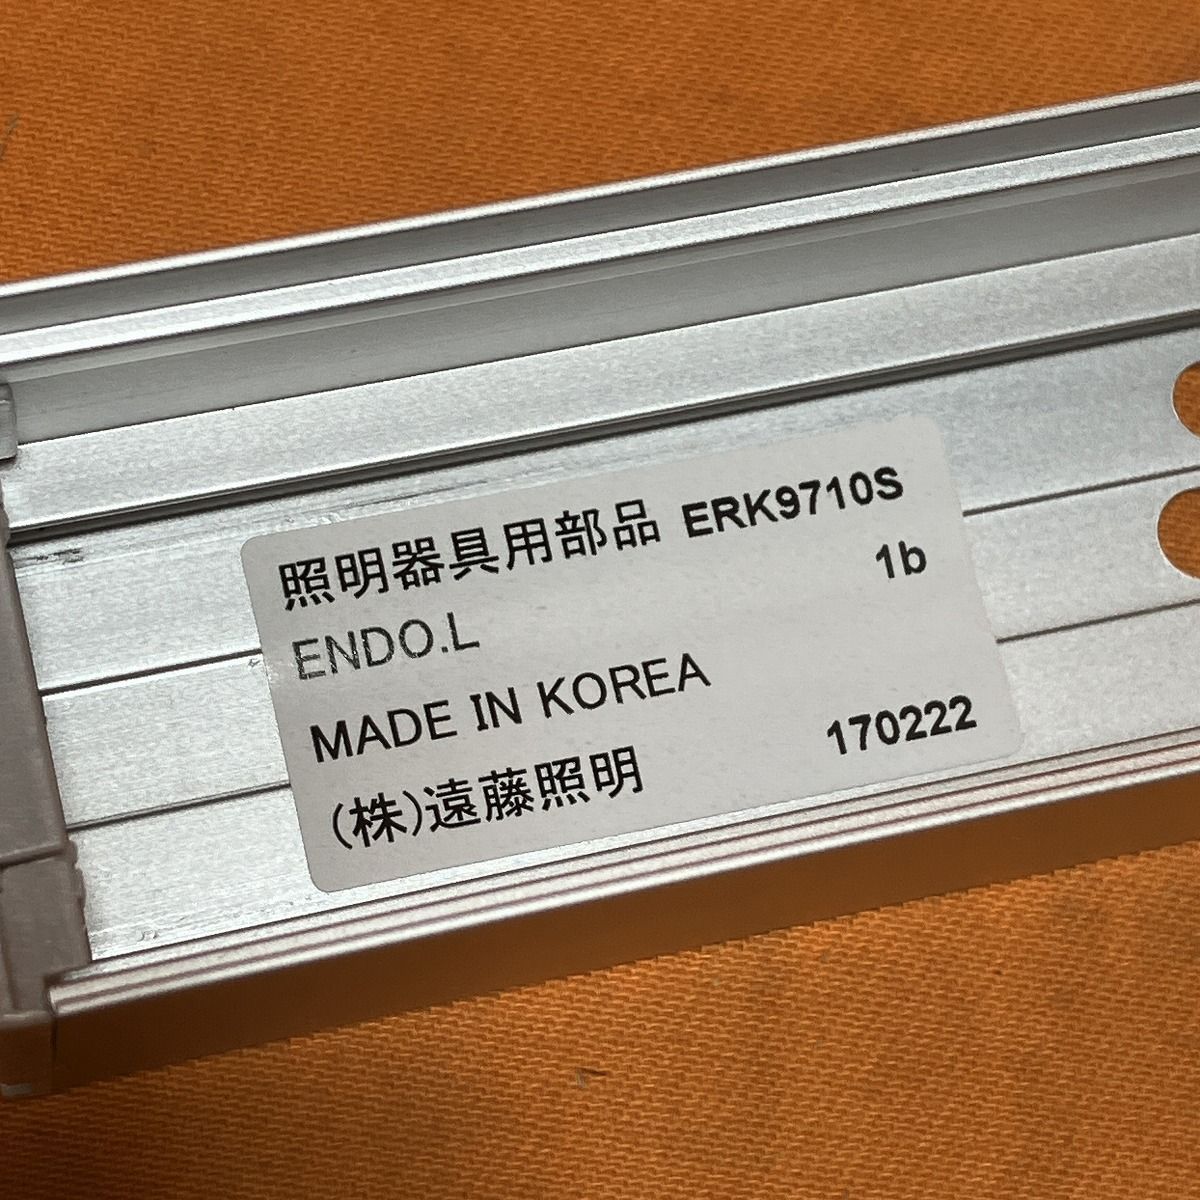 照明器具用部品 ERK9710S
1b
ENDO.L
MADE IN KOREA
(株)遠藤照明 170222